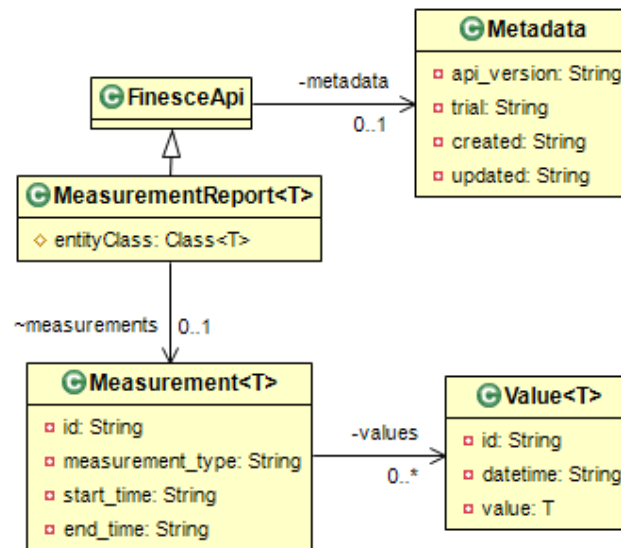 C Metadata
api_version: String
trial: String
created: String
updated: String
C FinesceApi
-metadata
0..1
C MeasurementReport<T>
entityClass: Class<T>
~measurements
0..1
C Measurement<T>
id: String
measurement_type: String
start_time: String
end_time: String
-values
0..*
C Value<T>
id: String
datetime: String
value: T